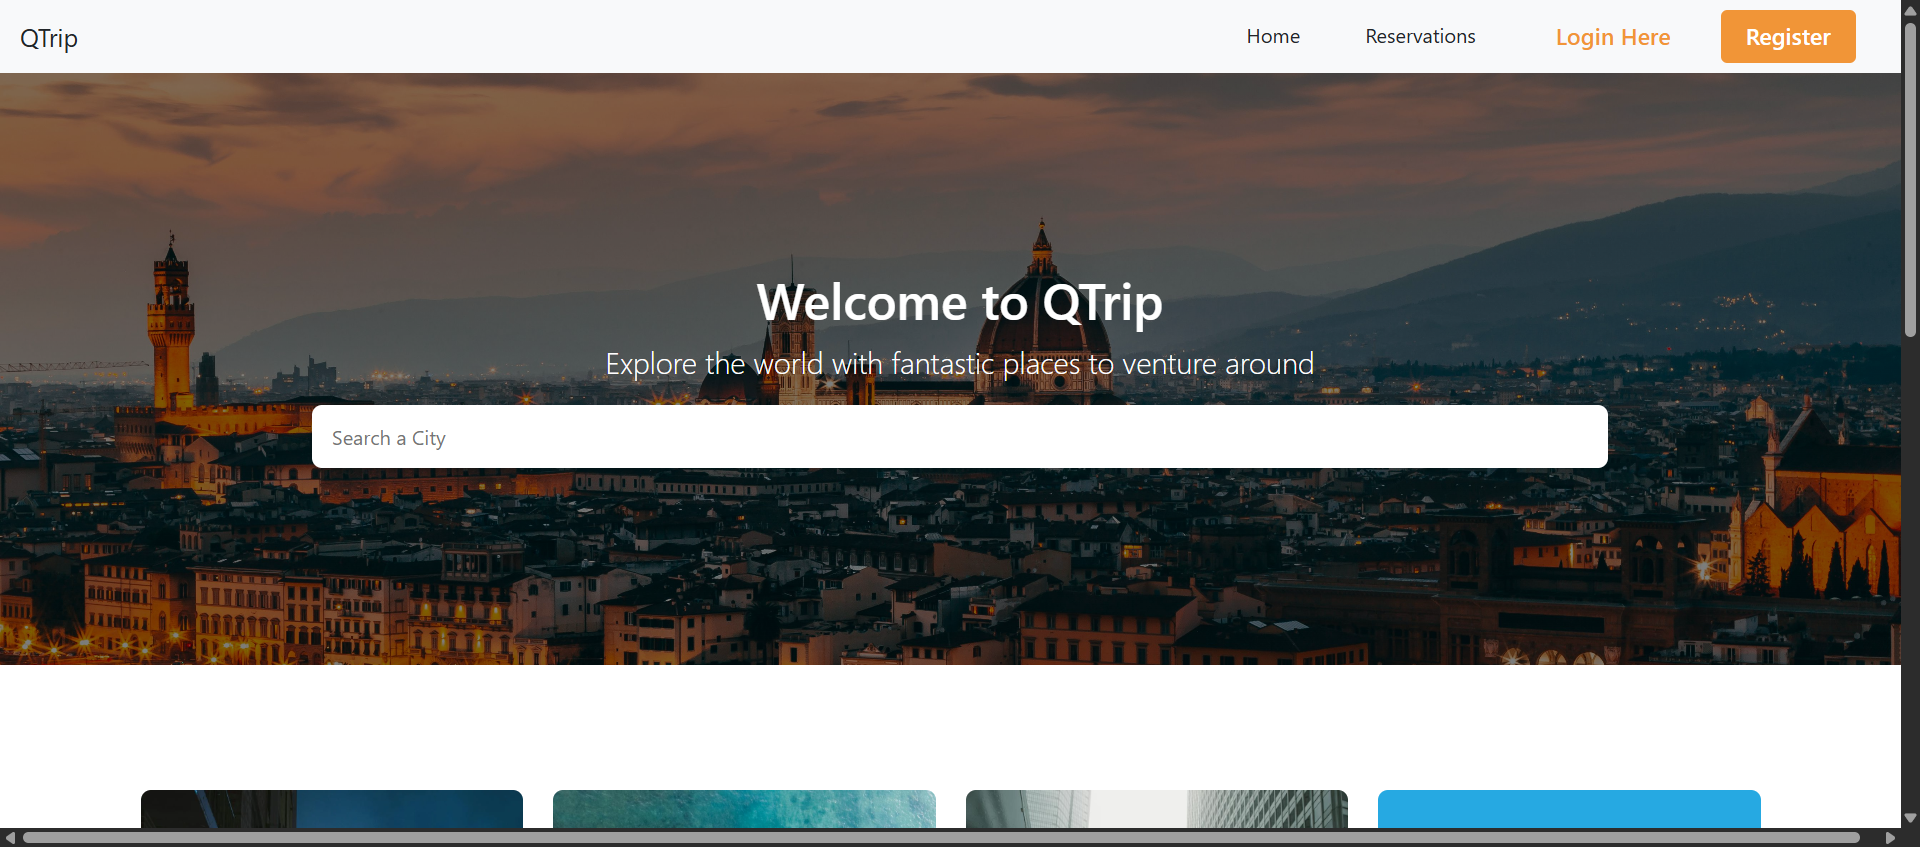 QTrip
Home Reservations Login Here Register
Welcome to QTrip
Explore the world with fantastic places to venture around
Search a City